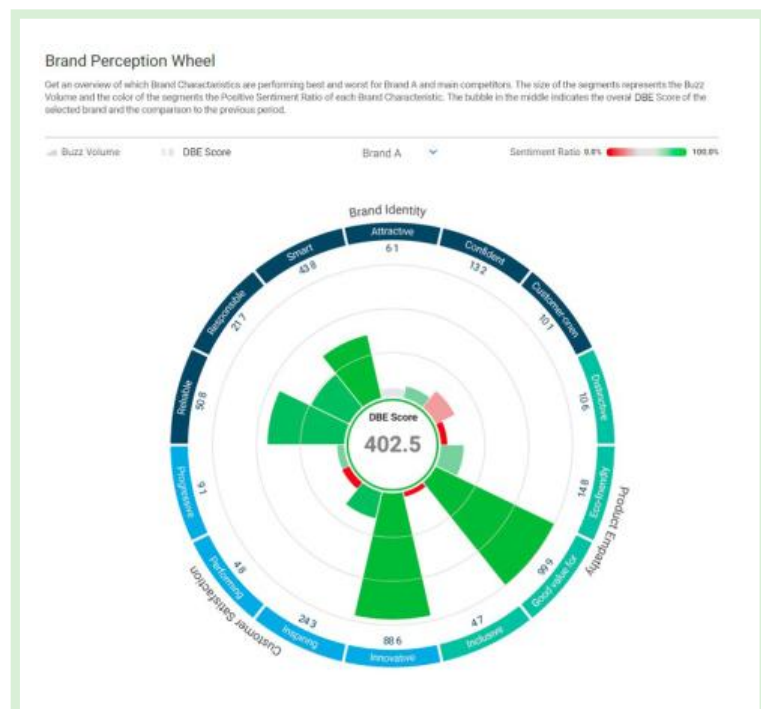 Brand Perception Wheel
Get an overview of which Brand Characteristics are performing best and worst for Brand A and main competitors. The size of the segments represents the Buzz
Volume and the color of the segments the Positive Sentiment Ratio of each Brand Characteristic. The bubble in the middle indicates the overal DBE Score of the
selected brand and the comparison to the previous period.
Buzz Volume DBE Score Brand A Sentiment Ratio 0.0% 100.0%
Brand Identity
Attractive
6.1
Confident
13.2
Customer-orien
10.1
Distinctive
10.6
Eco-friendly
14.8
Product Empathy
Good value for
99.9
Inclusive
4.7
Innovative
88.6
Inspiring
24.3
Customer Satisfaction
Performing
4.8
Progressive
9.1
Reliable
50.8
Responsible
21.7
Smart
43.8
DBE Score
402.5